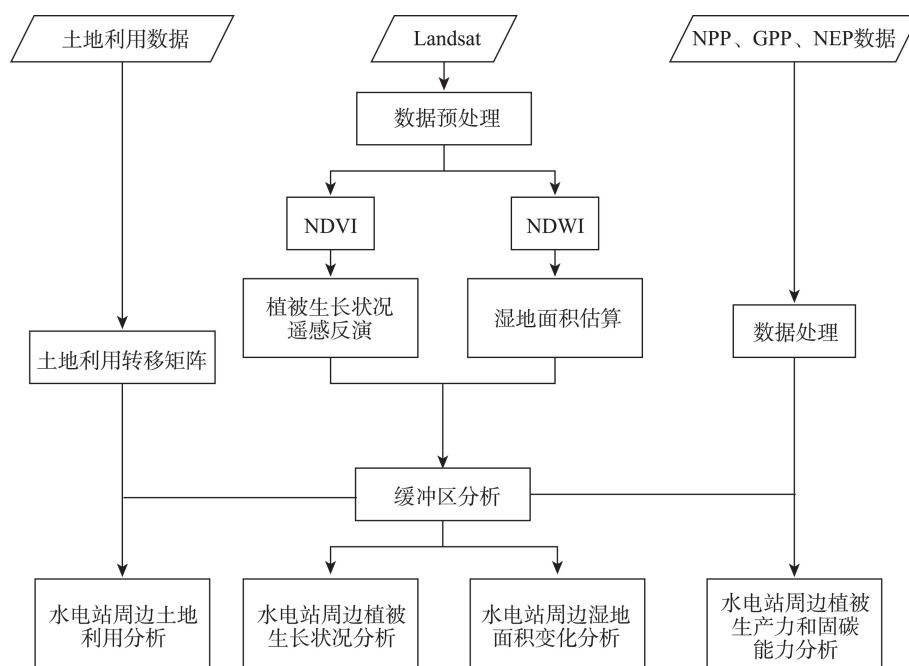 土地利用数据
Landsat
NPP、GPP、NEP数据
数据预处理
NDVI
NDWI
植被生长状况
遥感反演
湿地面积估算
数据处理
土地利用转移矩阵
缓冲区分析
水电站周边土地
利用分析
水电站周边植被
生长状况分析
水电站周边湿地
面积变化分析
水电站周边植被
生产力和固碳
能力分析